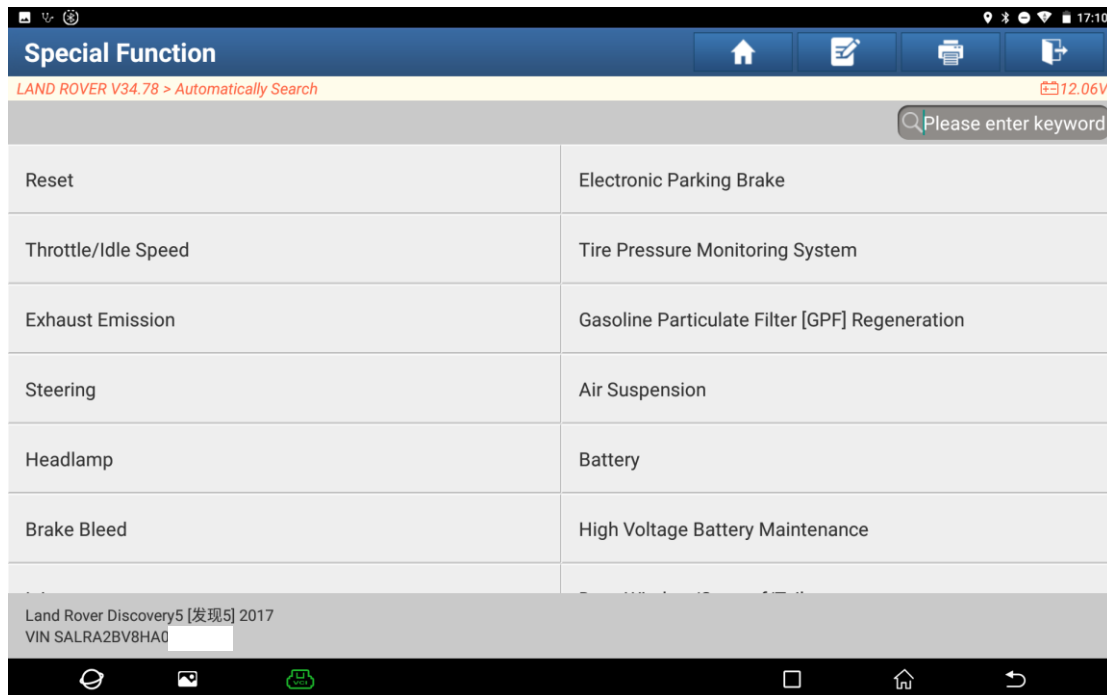 17:10
Special Function
LAND ROVER V34.78 > Automatically Search
12.06V
Please enter keyword
Reset
Electronic Parking Brake
Throttle/Idle Speed
Tire Pressure Monitoring System
Exhaust Emission
Gasoline Particulate Filter [GPF] Regeneration
Steering
Air Suspension
Headlamp
Battery
Brake Bleed
High Voltage Battery Maintenance
Land Rover Discovery5 [发现5] 2017
VIN SALRA2BV8HA0
VCI